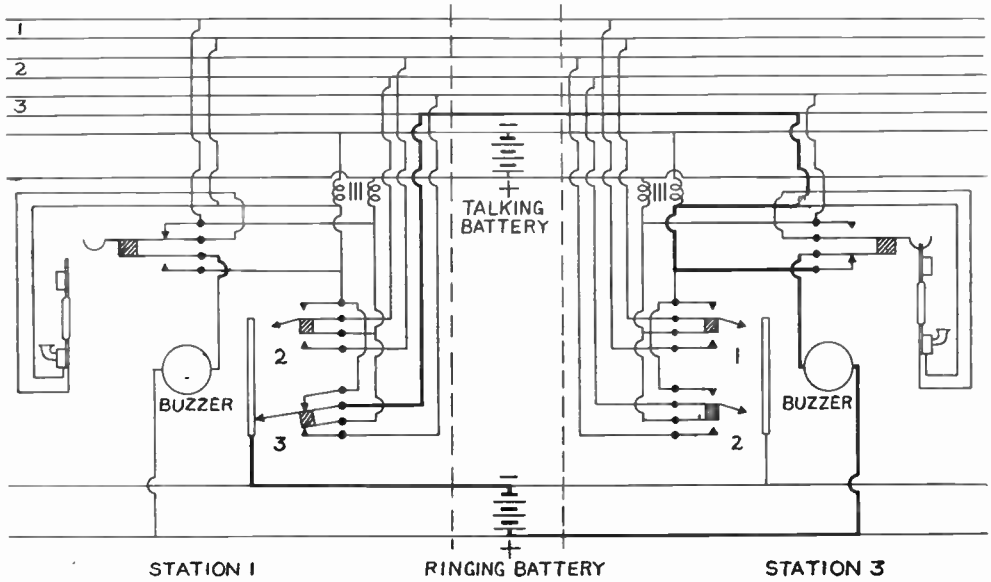 1
2
3
−
+
TALKING
BATTERY
2
3
1
2
BUZZER
BUZZER
−
+
STATION 1
RINGING BATTERY
STATION 3